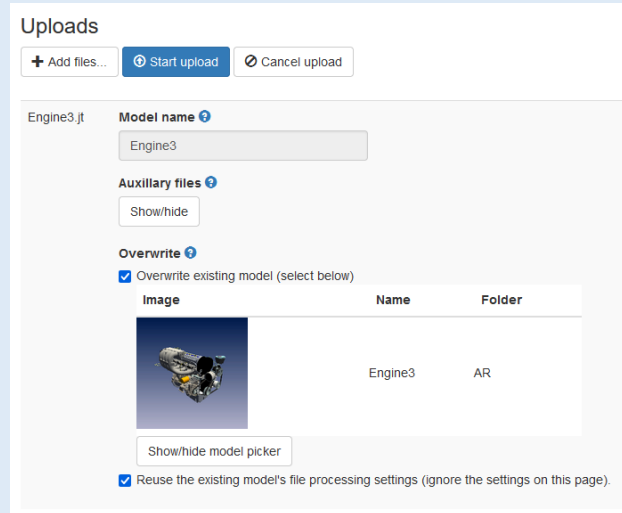 Uploads
Add files...
Start upload
Cancel upload
Engine3.jt
Model name
Engine3
Auxillary files
Show/hide
Overwrite
Overwrite existing model (select below)
Image Name Folder
Engine3 AR
Show/hide model picker
Reuse the existing model's file processing settings (ignore the settings on this page).